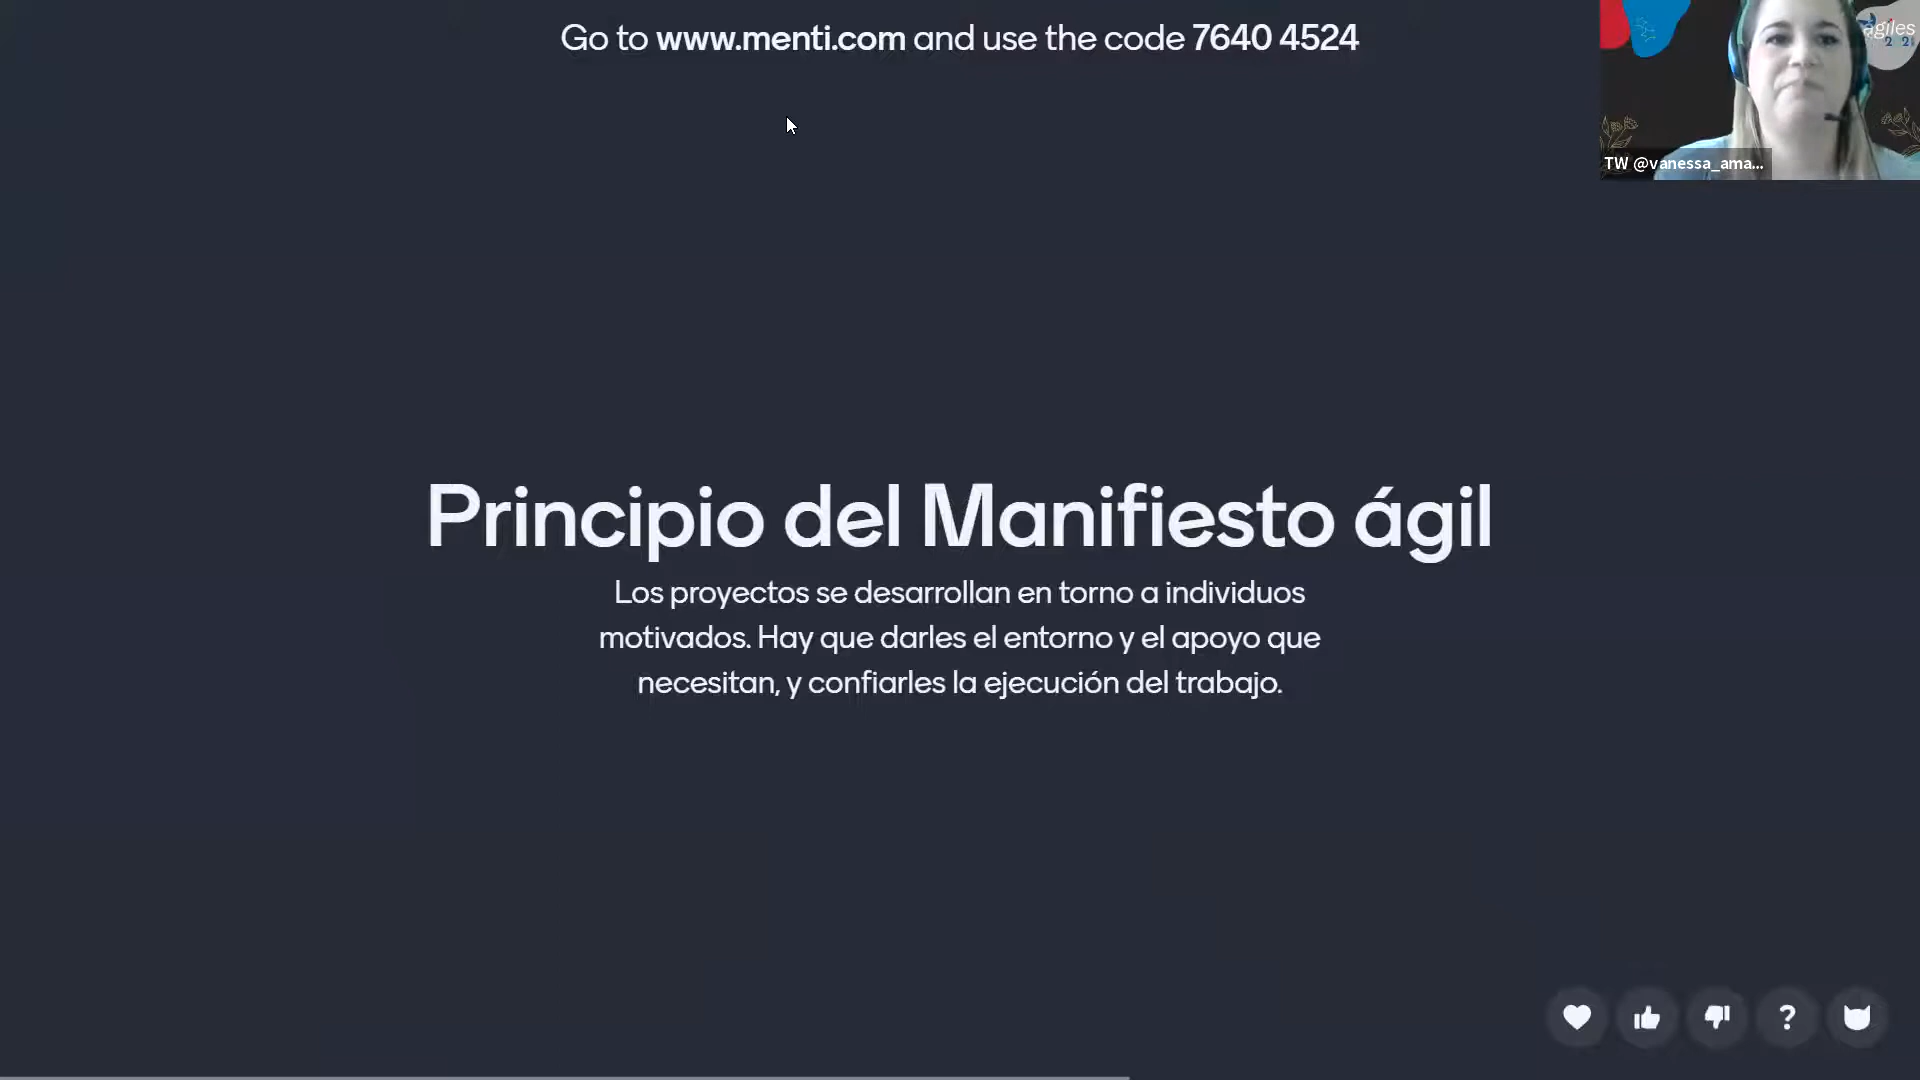 Go to www.menti.com and use the code 7640 4524
ágiles
TW @vanessa_ama...
Principio del Manifiesto ágil
Los proyectos se desarrollan en torno a individuos
motivados. Hay que darles el entorno y el apoyo que
necesitan, y confiarles la ejecución del trabajo.
?